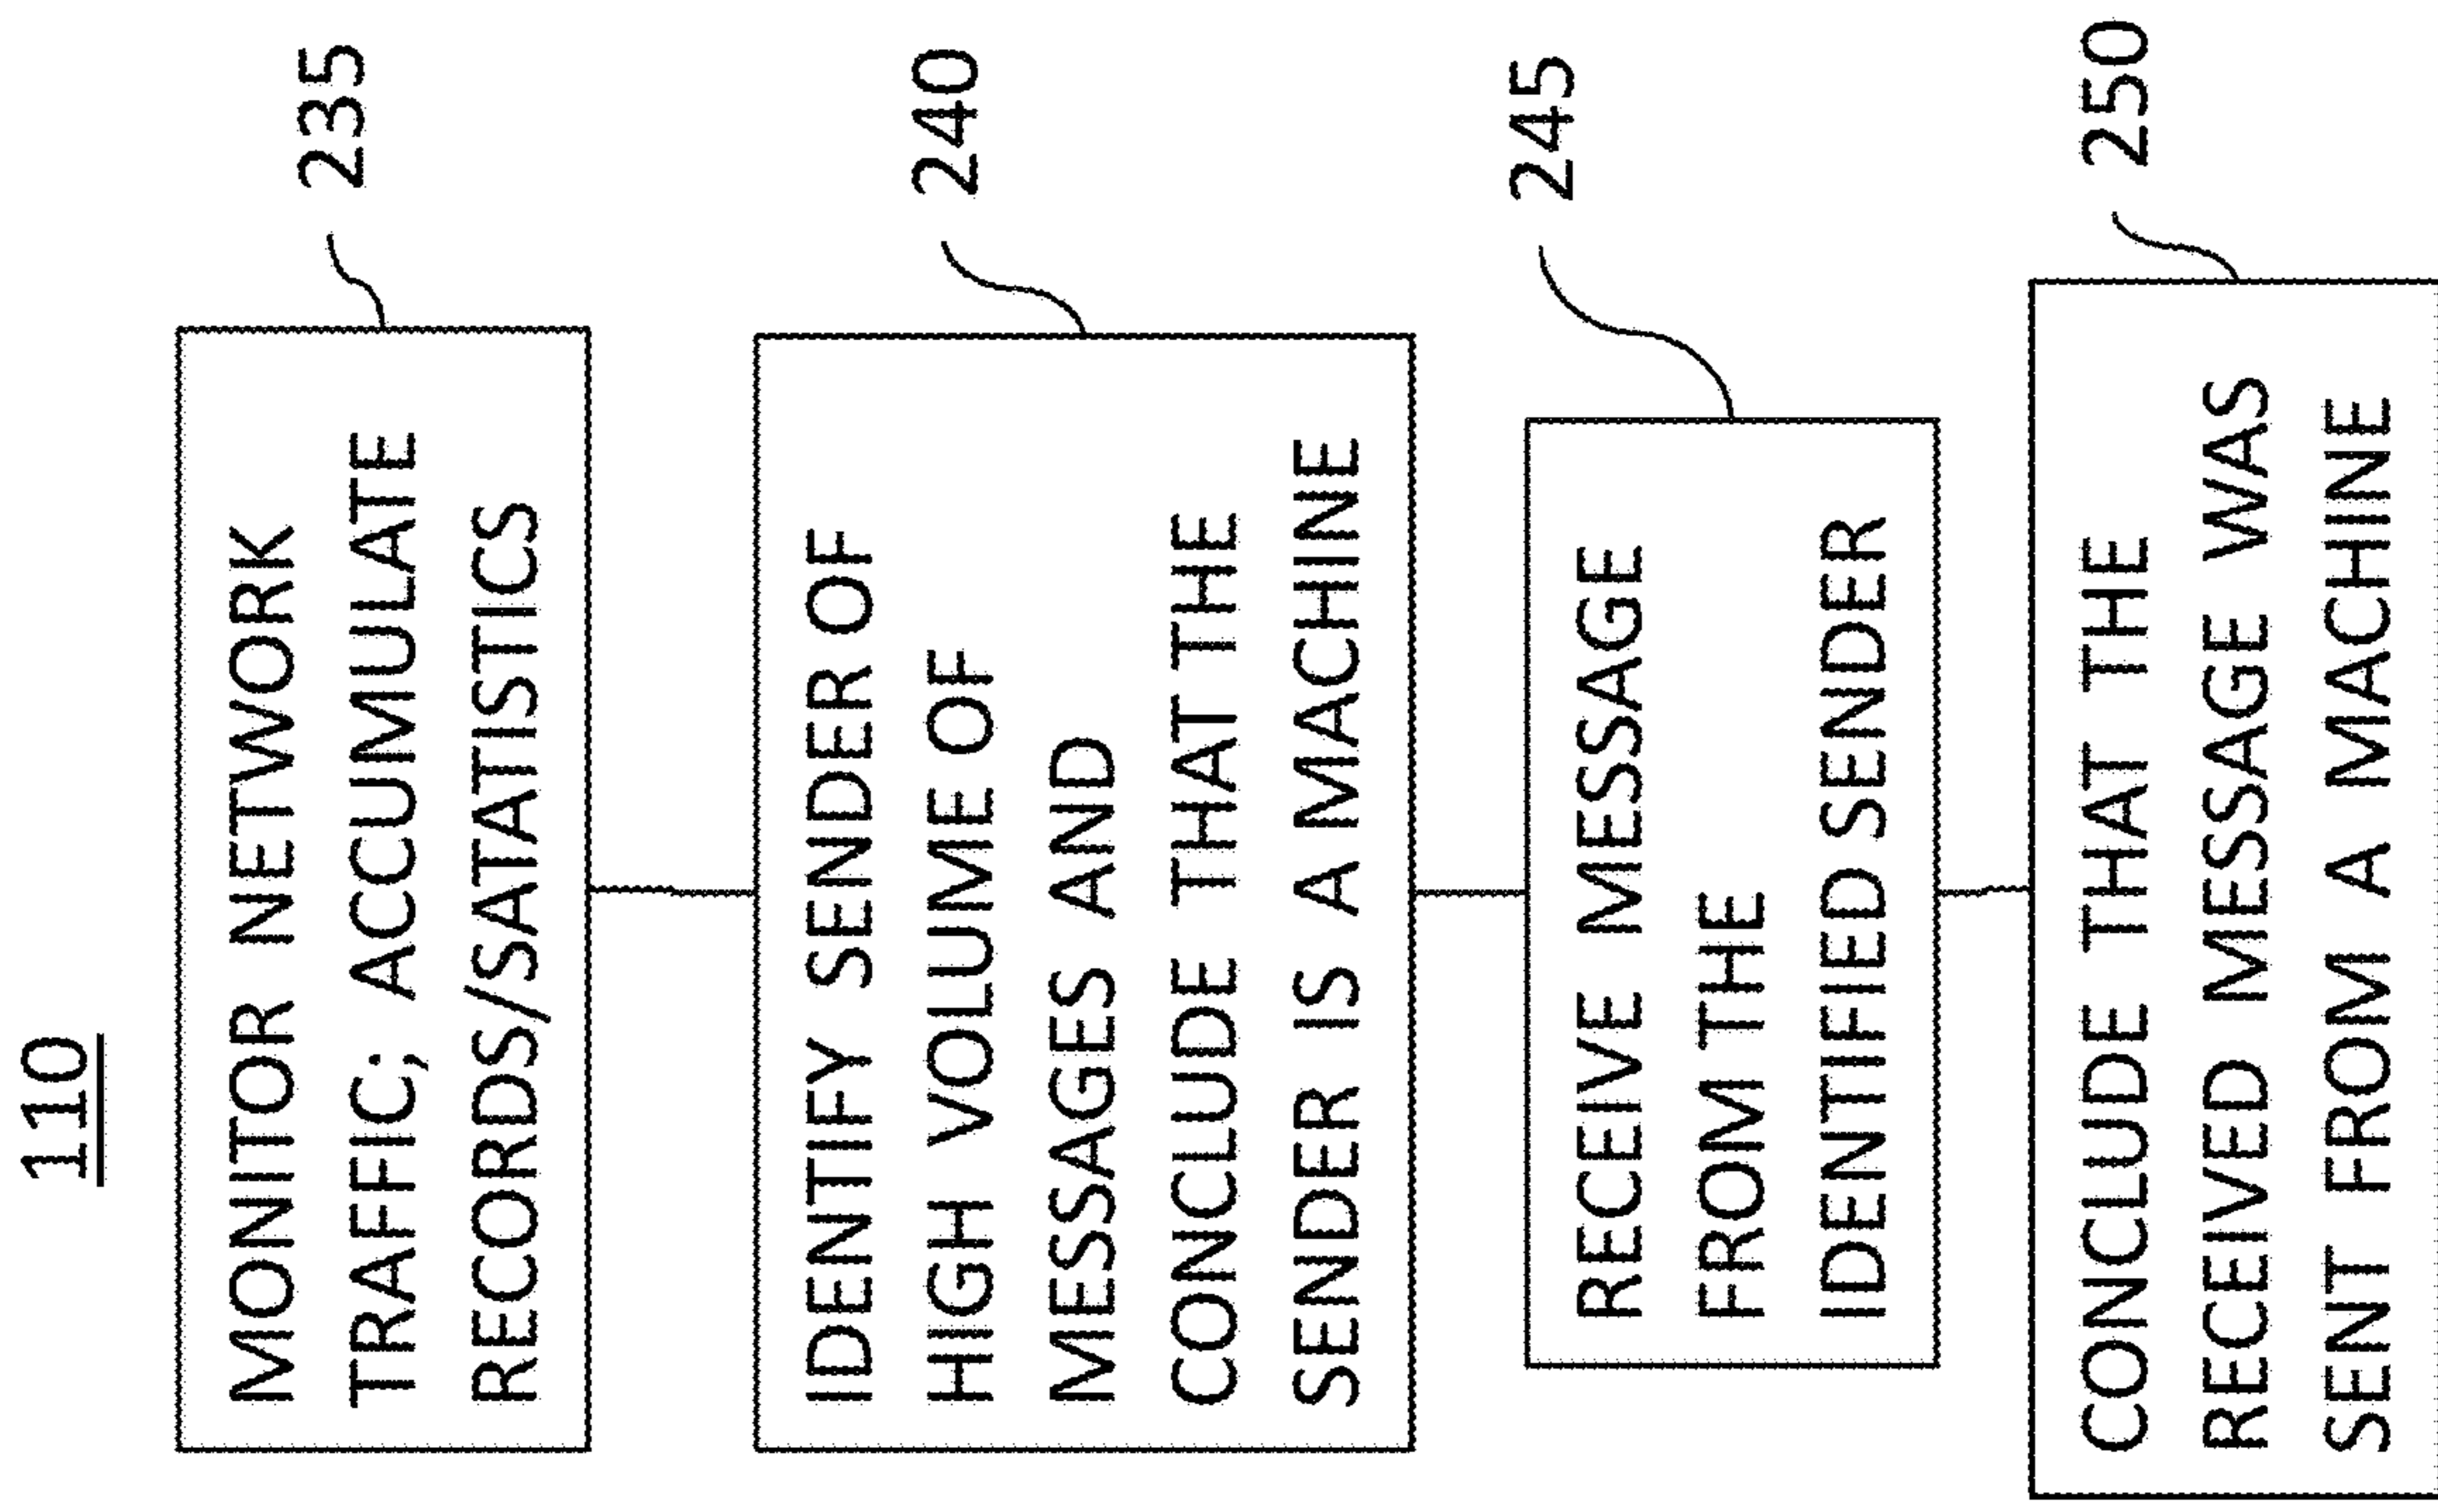 110
MONITOR NETWORK
TRAFFIC; ACCUMULATE
RECORDS/SATATISTICS
235
IDENTIFY SENDER OF
HIGH VOLUME OF
MESSAGES AND
CONCLUDE THAT THE
SENDER IS A MACHINE
240
RECEIVE MESSAGE
FROM THE
IDENTIFIED SENDER
245
CONCLUDE THAT THE
RECEIVED MESSAGE WAS
SENT FROM A MACHINE
250